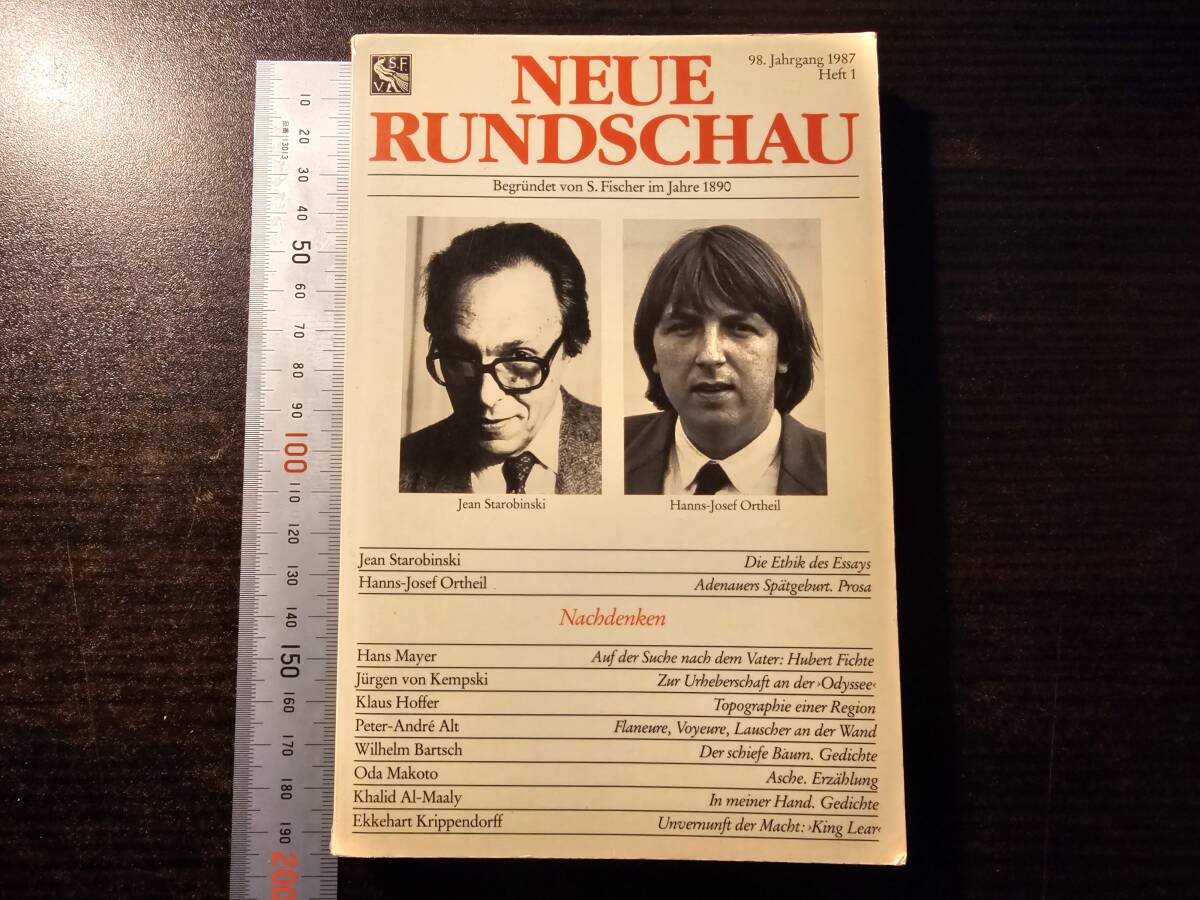 S.F.
V A
NEUE
RUNDSCHAU
98. Jahrgang 1987
Heft 1
Begründet von S. Fischer im Jahre 1890
Jean Starobinski
Hanns-Josef Ortheil
Jean Starobinski Die Ethik des Essays
Hanns-Josef Ortheil Adenauers Spätgeburt. Prosa
Nachdenken
Hans Mayer Auf der Suche nach dem Vater: Hubert Fichte
Jürgen von Kempski Zur Urheberschaft an der ›Odyssee‹
Klaus Hoffer Topographie einer Region
Peter-André Alt Flaneure, Voyeure, Lauscher an der Wand
Wilhelm Bartsch Der schiefe Baum. Gedichte
Oda Makoto Asche. Erzählung
Khalid Al-Maaly In meiner Hand. Gedichte
Ekkehart Krippendorff Unvernunft der Macht: ›King Lear‹
10
20
30
40
50
60
70
80
90
100
110
120
130
140
150
160
170
180
190
200
品番 13013